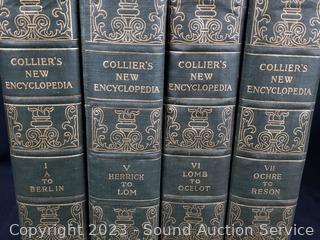 COLLIER'S
NEW
ENCYCLOPEDIA
I
A
TO
BERLIN
COLLIER'S
NEW
ENCYCLOPEDIA
V
HERRICK
TO
LOM
COLLIER'S
NEW
ENCYCLOPEDIA
VI
LOMB
TO
OCELOT
COLLIER'S
NEW
ENCYCLOPEDIA
VII
OCHRE
TO
RESON
Copyright 2023 - Sound Auction Service